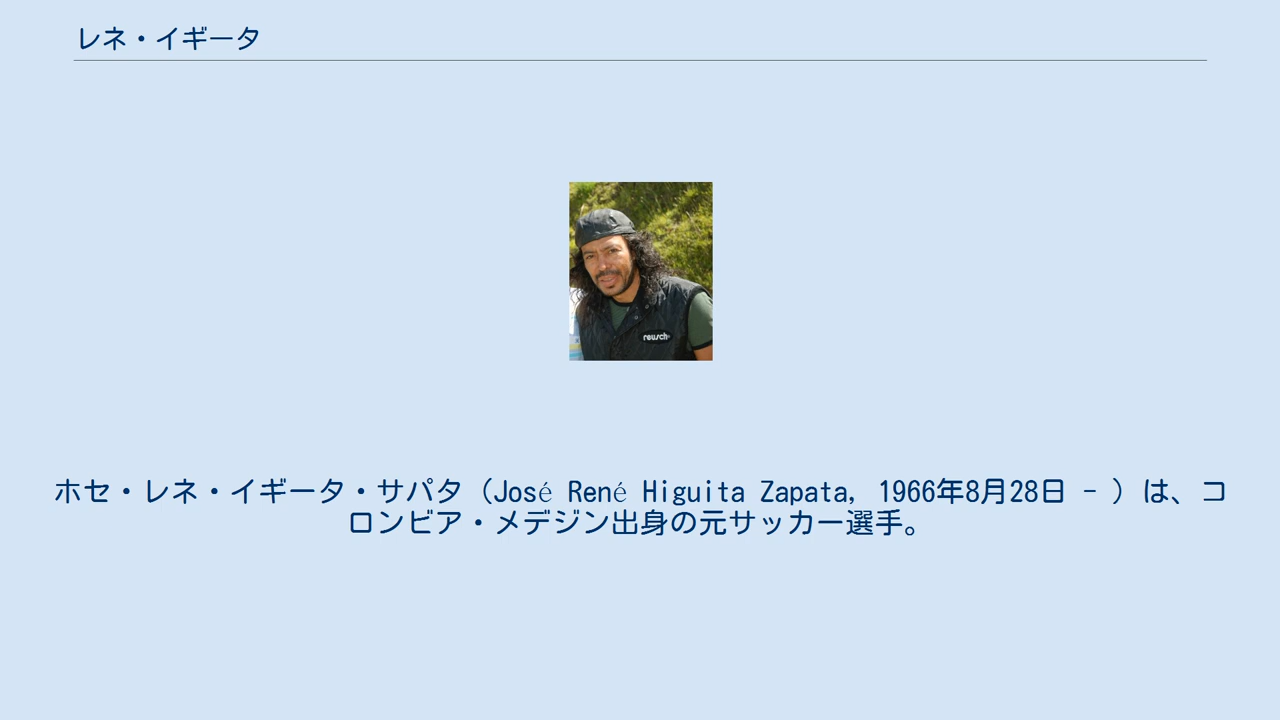 レネ・イギータ
reusch
ホセ・レネ・イギータ・サパタ（José René Higuita Zapata, 1966年8月28日 - ）は、コ
ロンビア・メデジン出身の元サッカー選手。